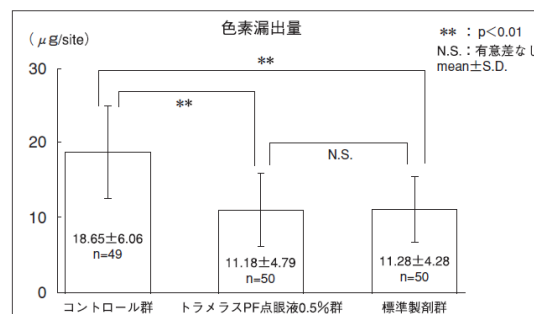 色素漏出量
(μg/site)
** : p<0.01
N.S.:有意差なし
mean±S.D.
30
20
10
0
**
**
N.S.
18.65±6.06
n=49
11.18±4.79
n=50
11.28±4.28
n=50
コントロール群
トラメラスPF点眼液0.5%群
標準製剤群